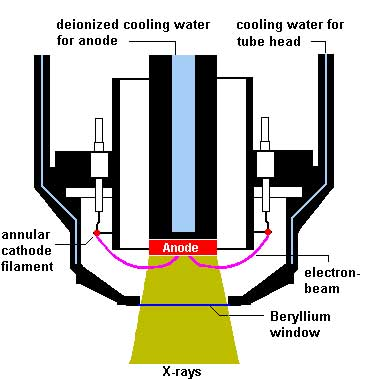 deionized cooling water
for anode
cooling water for
tube head
Anode
annular
cathode
filament
electron-
beam
Beryllium
window
X-rays